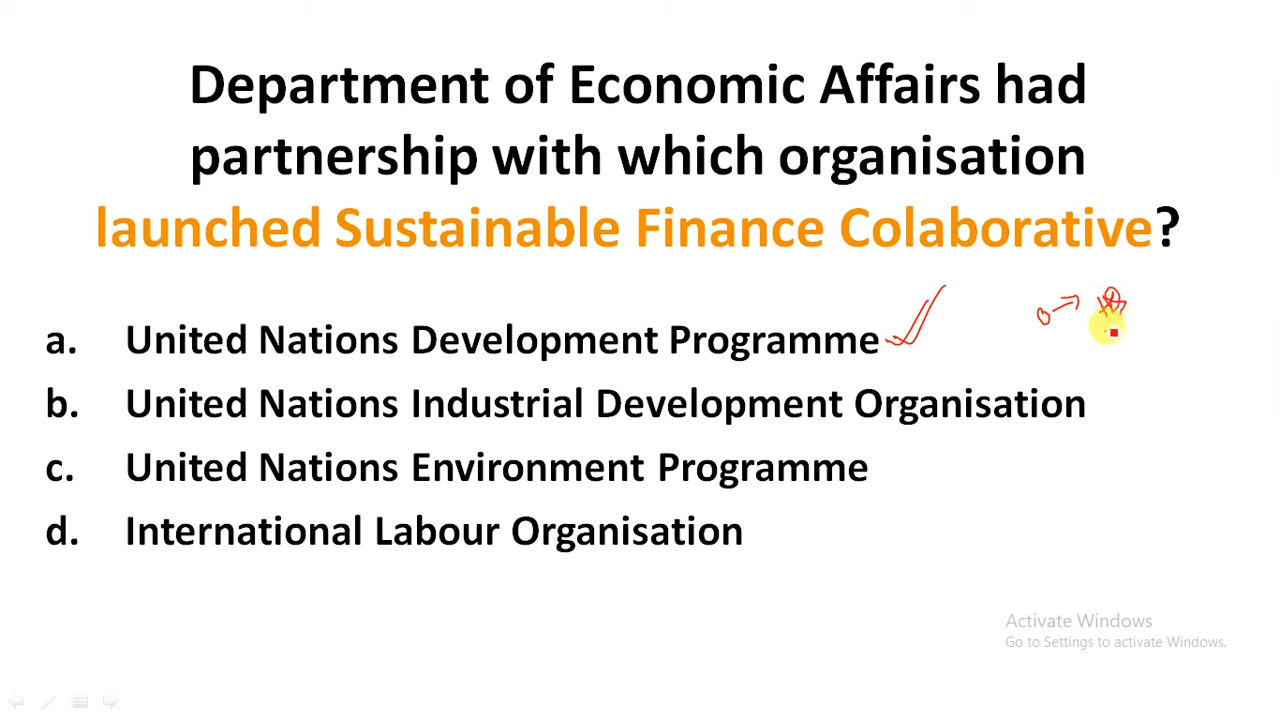 Department of Economic Affairs had
partnership with which organisation
launched Sustainable Finance Colaborative?
a. United Nations Development Programme
b. United Nations Industrial Development Organisation
c. United Nations Environment Programme
d. International Labour Organisation
Activate Windows
Go to Settings to activate Windows.